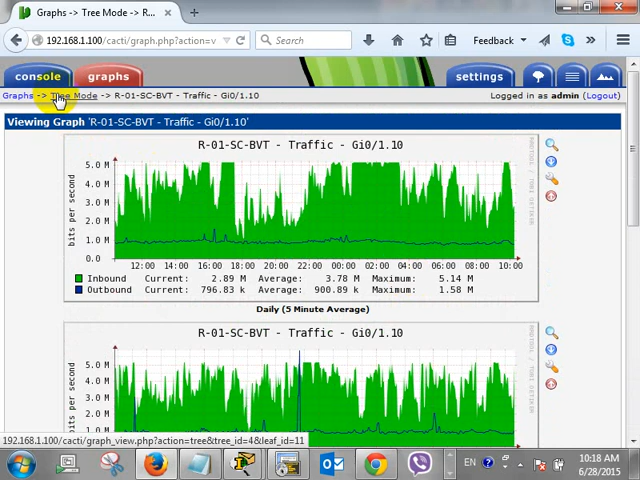 Graphs -> Tree Mode -> R...
192.168.1.100/cacti/graph.php?action=v
Search
Feedback
console
graphs
settings
Graphs -> Tree Mode -> R-01-SC-BVT - Traffic - Gi0/1.10
Logged in as admin (Logout)
Viewing Graph 'R-01-SC-BVT - Traffic - Gi0/1.10'
R-01-SC-BVT - Traffic - Gi0/1.10
RRDTOOL / TOBI OETIKER
bits per second
5.0 M
4.0 M
3.0 M
2.0 M
1.0 M
0.0
12:00 14:00 16:00 18:00 20:00 22:00 00:00 02:00 04:00 06:00 08:00 10:00
Inbound Current: 2.89 M Average: 3.78 M Maximum: 5.14 M
Outbound Current: 796.83 k Average: 900.89 k Maximum: 1.58 M
Daily (5 Minute Average)
R-01-SC-BVT - Traffic - Gi0/1.10
RRDTOOL / TOBI OETIKER
per second
5.0 M
4.0 M
3.0 M
2.0 M
192.168.1.100/cacti/graph_view.php?action=tree&tree_id=4&leaf_id=11
EN
10:18 AM
6/28/2015